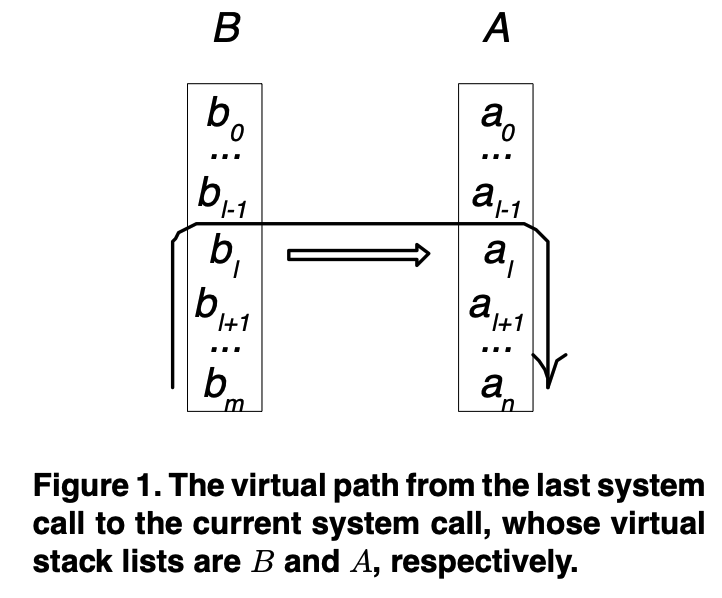 B A
b0 a0
... ...
bl-1 al-1
bl al
bl+1 al+1
... ...
bm an
Figure 1. The virtual path from the last system
call to the current system call, whose virtual
stack lists are B and A, respectively.